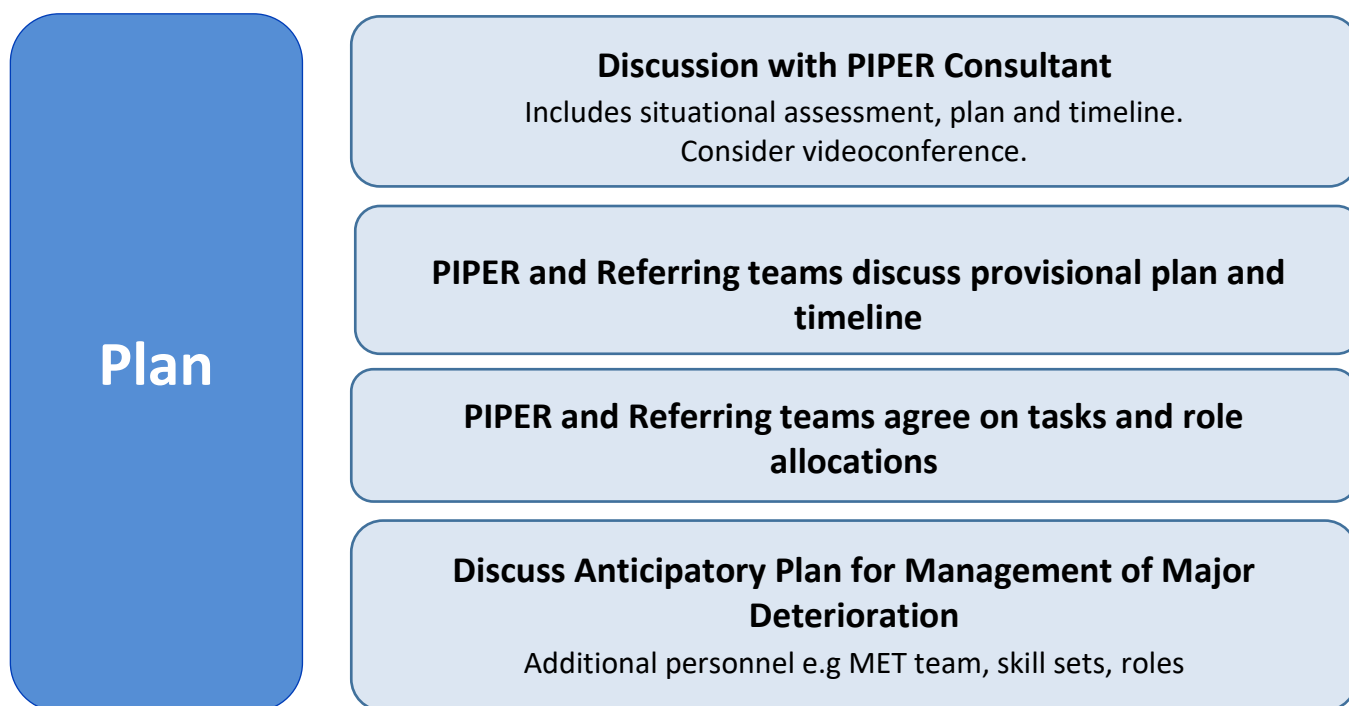 Plan
Discussion with PIPER Consultant
Includes situational assessment, plan and timeline.
Consider videoconference.
PIPER and Referring teams discuss provisional plan and
timeline
PIPER and Referring teams agree on tasks and role
allocations
Discuss Anticipatory Plan for Management of Major
Deterioration
Additional personnel e.g MET team, skill sets, roles